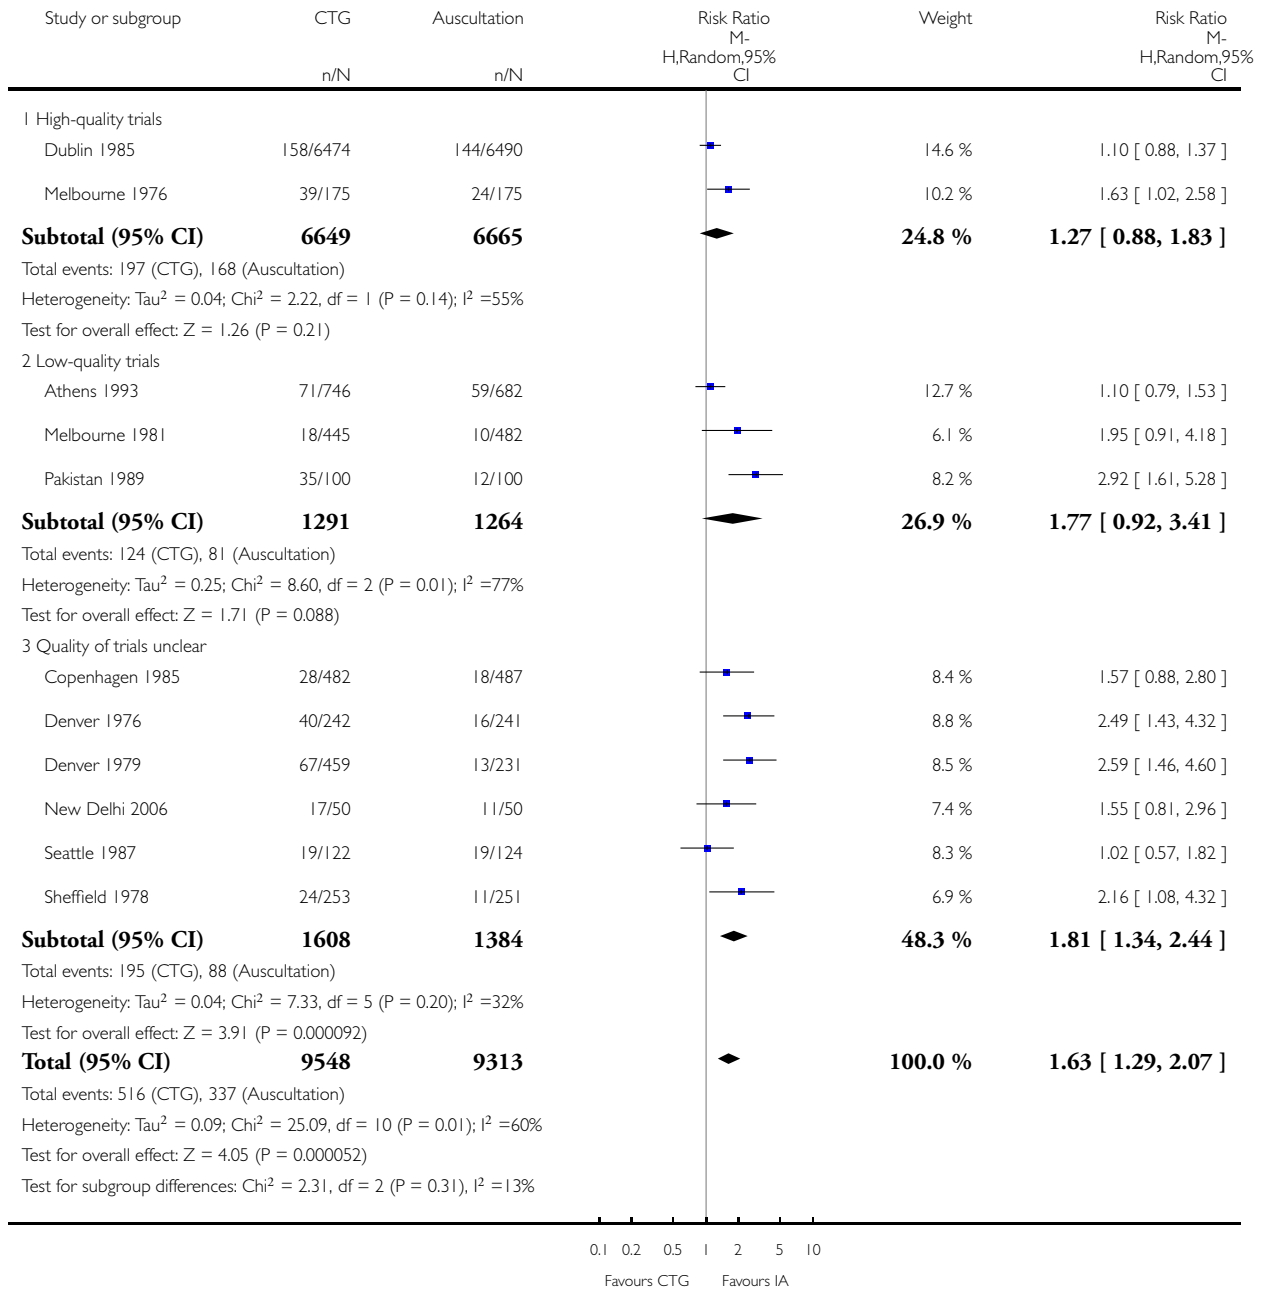 Study or subgroup CTG Auscultation Risk Ratio Weight Risk Ratio
M- M-
H,Random,95% H,Random,95%
n/N n/N CI CI
1 High-quality trials
Dublin 1985 158/6474 144/6490 14.6 % 1.10 [ 0.88, 1.37 ]
Melbourne 1976 39/175 24/175 10.2 % 1.63 [ 1.02, 2.58 ]
Subtotal (95% CI) 6649 6665 24.8 % 1.27 [ 0.88, 1.83 ]
Total events: 197 (CTG), 168 (Auscultation)
Heterogeneity: Tau² = 0.04; Chi² = 2.22, df = 1 (P = 0.14); I² =55%
Test for overall effect: Z = 1.26 (P = 0.21)
2 Low-quality trials
Athens 1993 71/746 59/682 12.7 % 1.10 [ 0.79, 1.53 ]
Melbourne 1981 18/445 10/482 6.1 % 1.95 [ 0.91, 4.18 ]
Pakistan 1989 35/100 12/100 8.2 % 2.92 [ 1.61, 5.28 ]
Subtotal (95% CI) 1291 1264 26.9 % 1.77 [ 0.92, 3.41 ]
Total events: 124 (CTG), 81 (Auscultation)
Heterogeneity: Tau² = 0.25; Chi² = 8.60, df = 2 (P = 0.01); I² =77%
Test for overall effect: Z = 1.71 (P = 0.088)
3 Quality of trials unclear
Copenhagen 1985 28/482 18/487 8.4 % 1.57 [ 0.88, 2.80 ]
Denver 1976 40/242 16/241 8.8 % 2.49 [ 1.43, 4.32 ]
Denver 1979 67/459 13/231 8.5 % 2.59 [ 1.46, 4.60 ]
New Delhi 2006 17/50 11/50 7.4 % 1.55 [ 0.81, 2.96 ]
Seattle 1987 19/122 19/124 8.3 % 1.02 [ 0.57, 1.82 ]
Sheffield 1978 24/253 11/251 6.9 % 2.16 [ 1.08, 4.32 ]
Subtotal (95% CI) 1608 1384 48.3 % 1.81 [ 1.34, 2.44 ]
Total events: 195 (CTG), 88 (Auscultation)
Heterogeneity: Tau² = 0.04; Chi² = 7.33, df = 5 (P = 0.20); I² =32%
Test for overall effect: Z = 3.91 (P = 0.000092)
Total (95% CI) 9548 9313 100.0 % 1.63 [ 1.29, 2.07 ]
Total events: 516 (CTG), 337 (Auscultation)
Heterogeneity: Tau² = 0.09; Chi² = 25.09, df = 10 (P = 0.01); I² =60%
Test for overall effect: Z = 4.05 (P = 0.000052)
Test for subgroup differences: Chi² = 2.31, df = 2 (P = 0.31), I² =13%
0.1 0.2 0.5 1 2 5 10
Favours CTG Favours IA